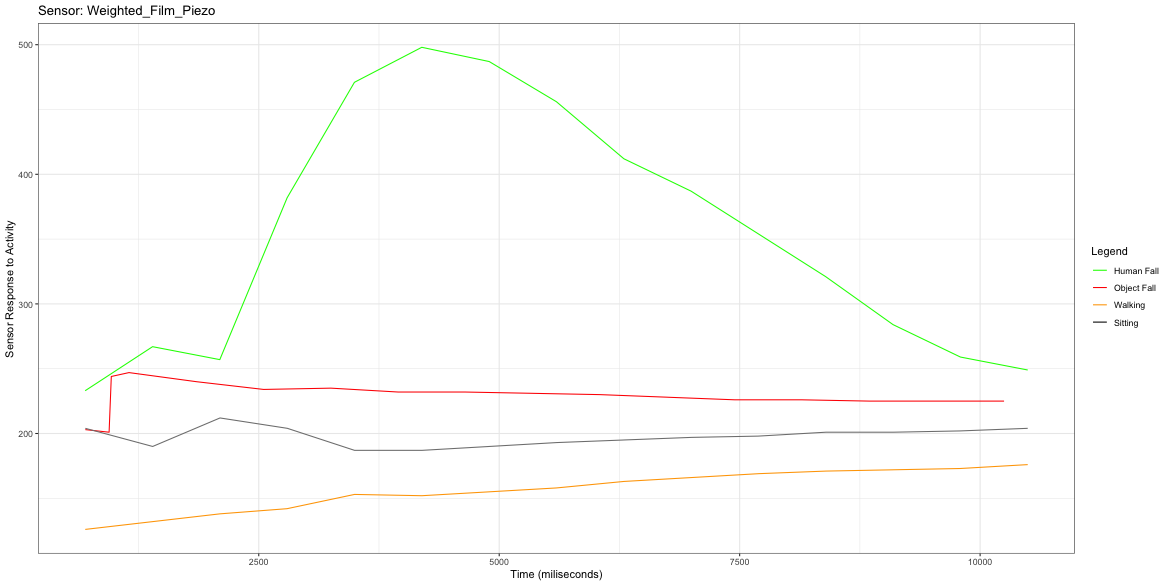 Sensor: Weighted_Film_Piezo
Sensor Response to Activity
500
400
300
200
2500
5000
7500
10000
Time (miliseconds)
Legend
Human Fall
Object Fall
Walking
Sitting